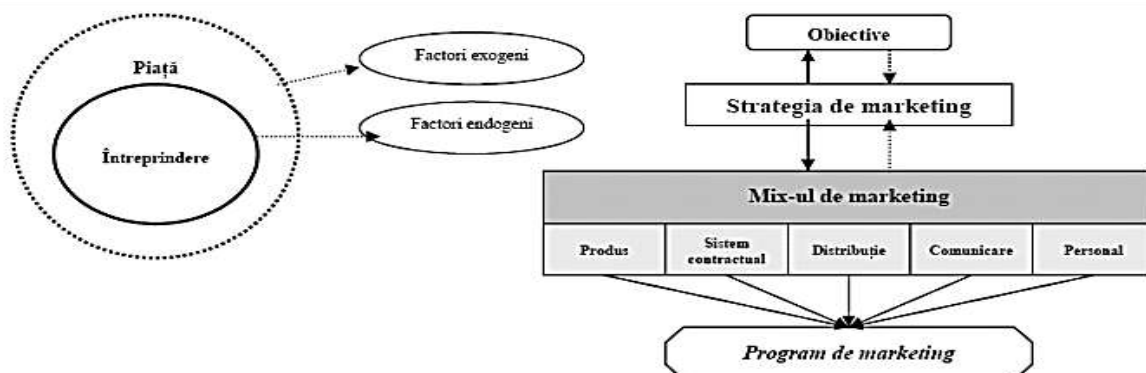 Piață
Întreprindere
Factori exogeni
Factori endogeni
Obiective
Strategia de marketing
Mix-ul de marketing
Produs
Sistem
contractual
Distribuție
Comunicare
Personal
Program de marketing